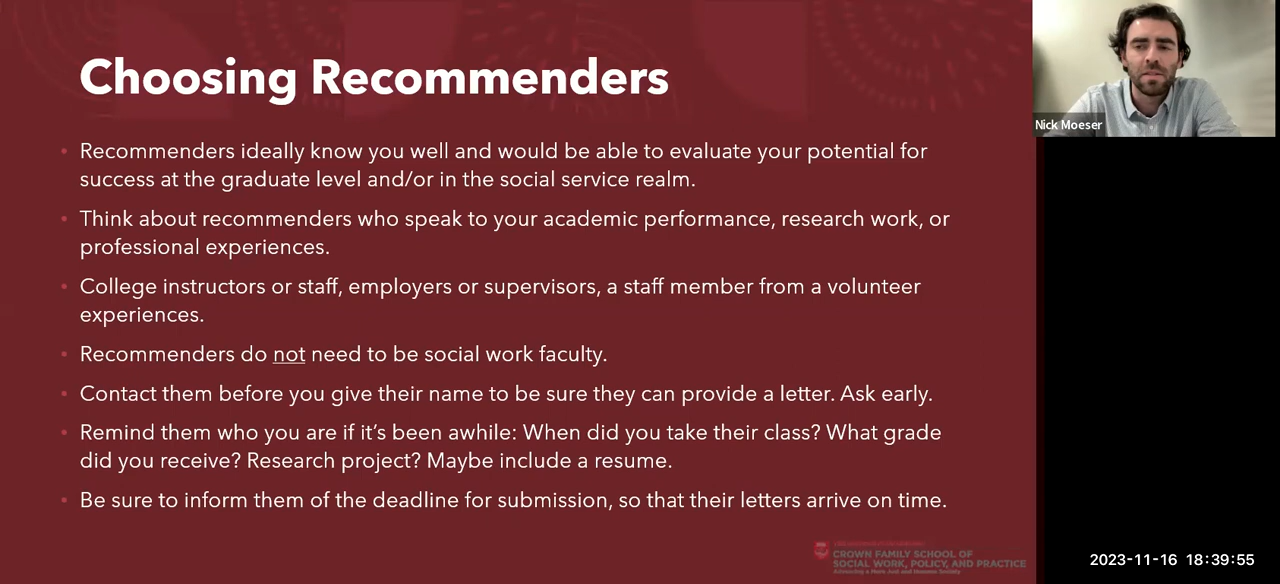 Choosing Recommenders
Recommenders ideally know you well and would be able to evaluate your potential for
success at the graduate level and/or in the social service realm.
Think about recommenders who speak to your academic performance, research work, or
professional experiences.
College instructors or staff, employers or supervisors, a staff member from a volunteer
experiences.
Recommenders do not need to be social work faculty.
Contact them before you give their name to be sure they can provide a letter. Ask early.
Remind them who you are if it's been awhile: When did you take their class? What grade
did you receive? Research project? Maybe include a resume.
Be sure to inform them of the deadline for submission, so that their letters arrive on time.
CROWN FAMILY SCHOOL OF
SOCIAL WORK, POLICY, AND PRACTICE
Advancing a More Just and Humane Society
Nick Moeser
2023-11-16 18:39:55